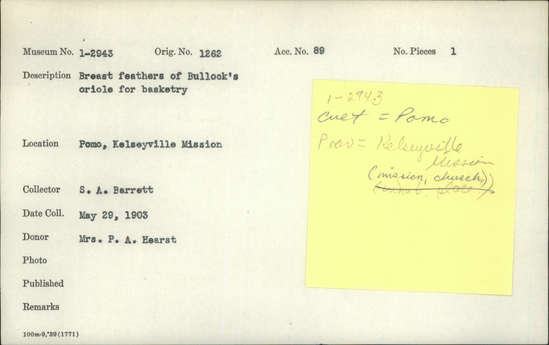 Museum No. 1-2943 Orig. No. 1262 Acc. No. 89 No. Pieces 1
Description Breast feathers of Bullock's
oriole for basketry
Location Pomo, Kelseyville Mission
Collector S. A. Barrett
Date Coll. May 29, 1903
Donor Mrs. P. A. Hearst
Photo
Published
Remarks
100m-9,'39(1771)
1-2943
Cult = Pomo
Prov = Kelseyville
Mission
(mission, church)